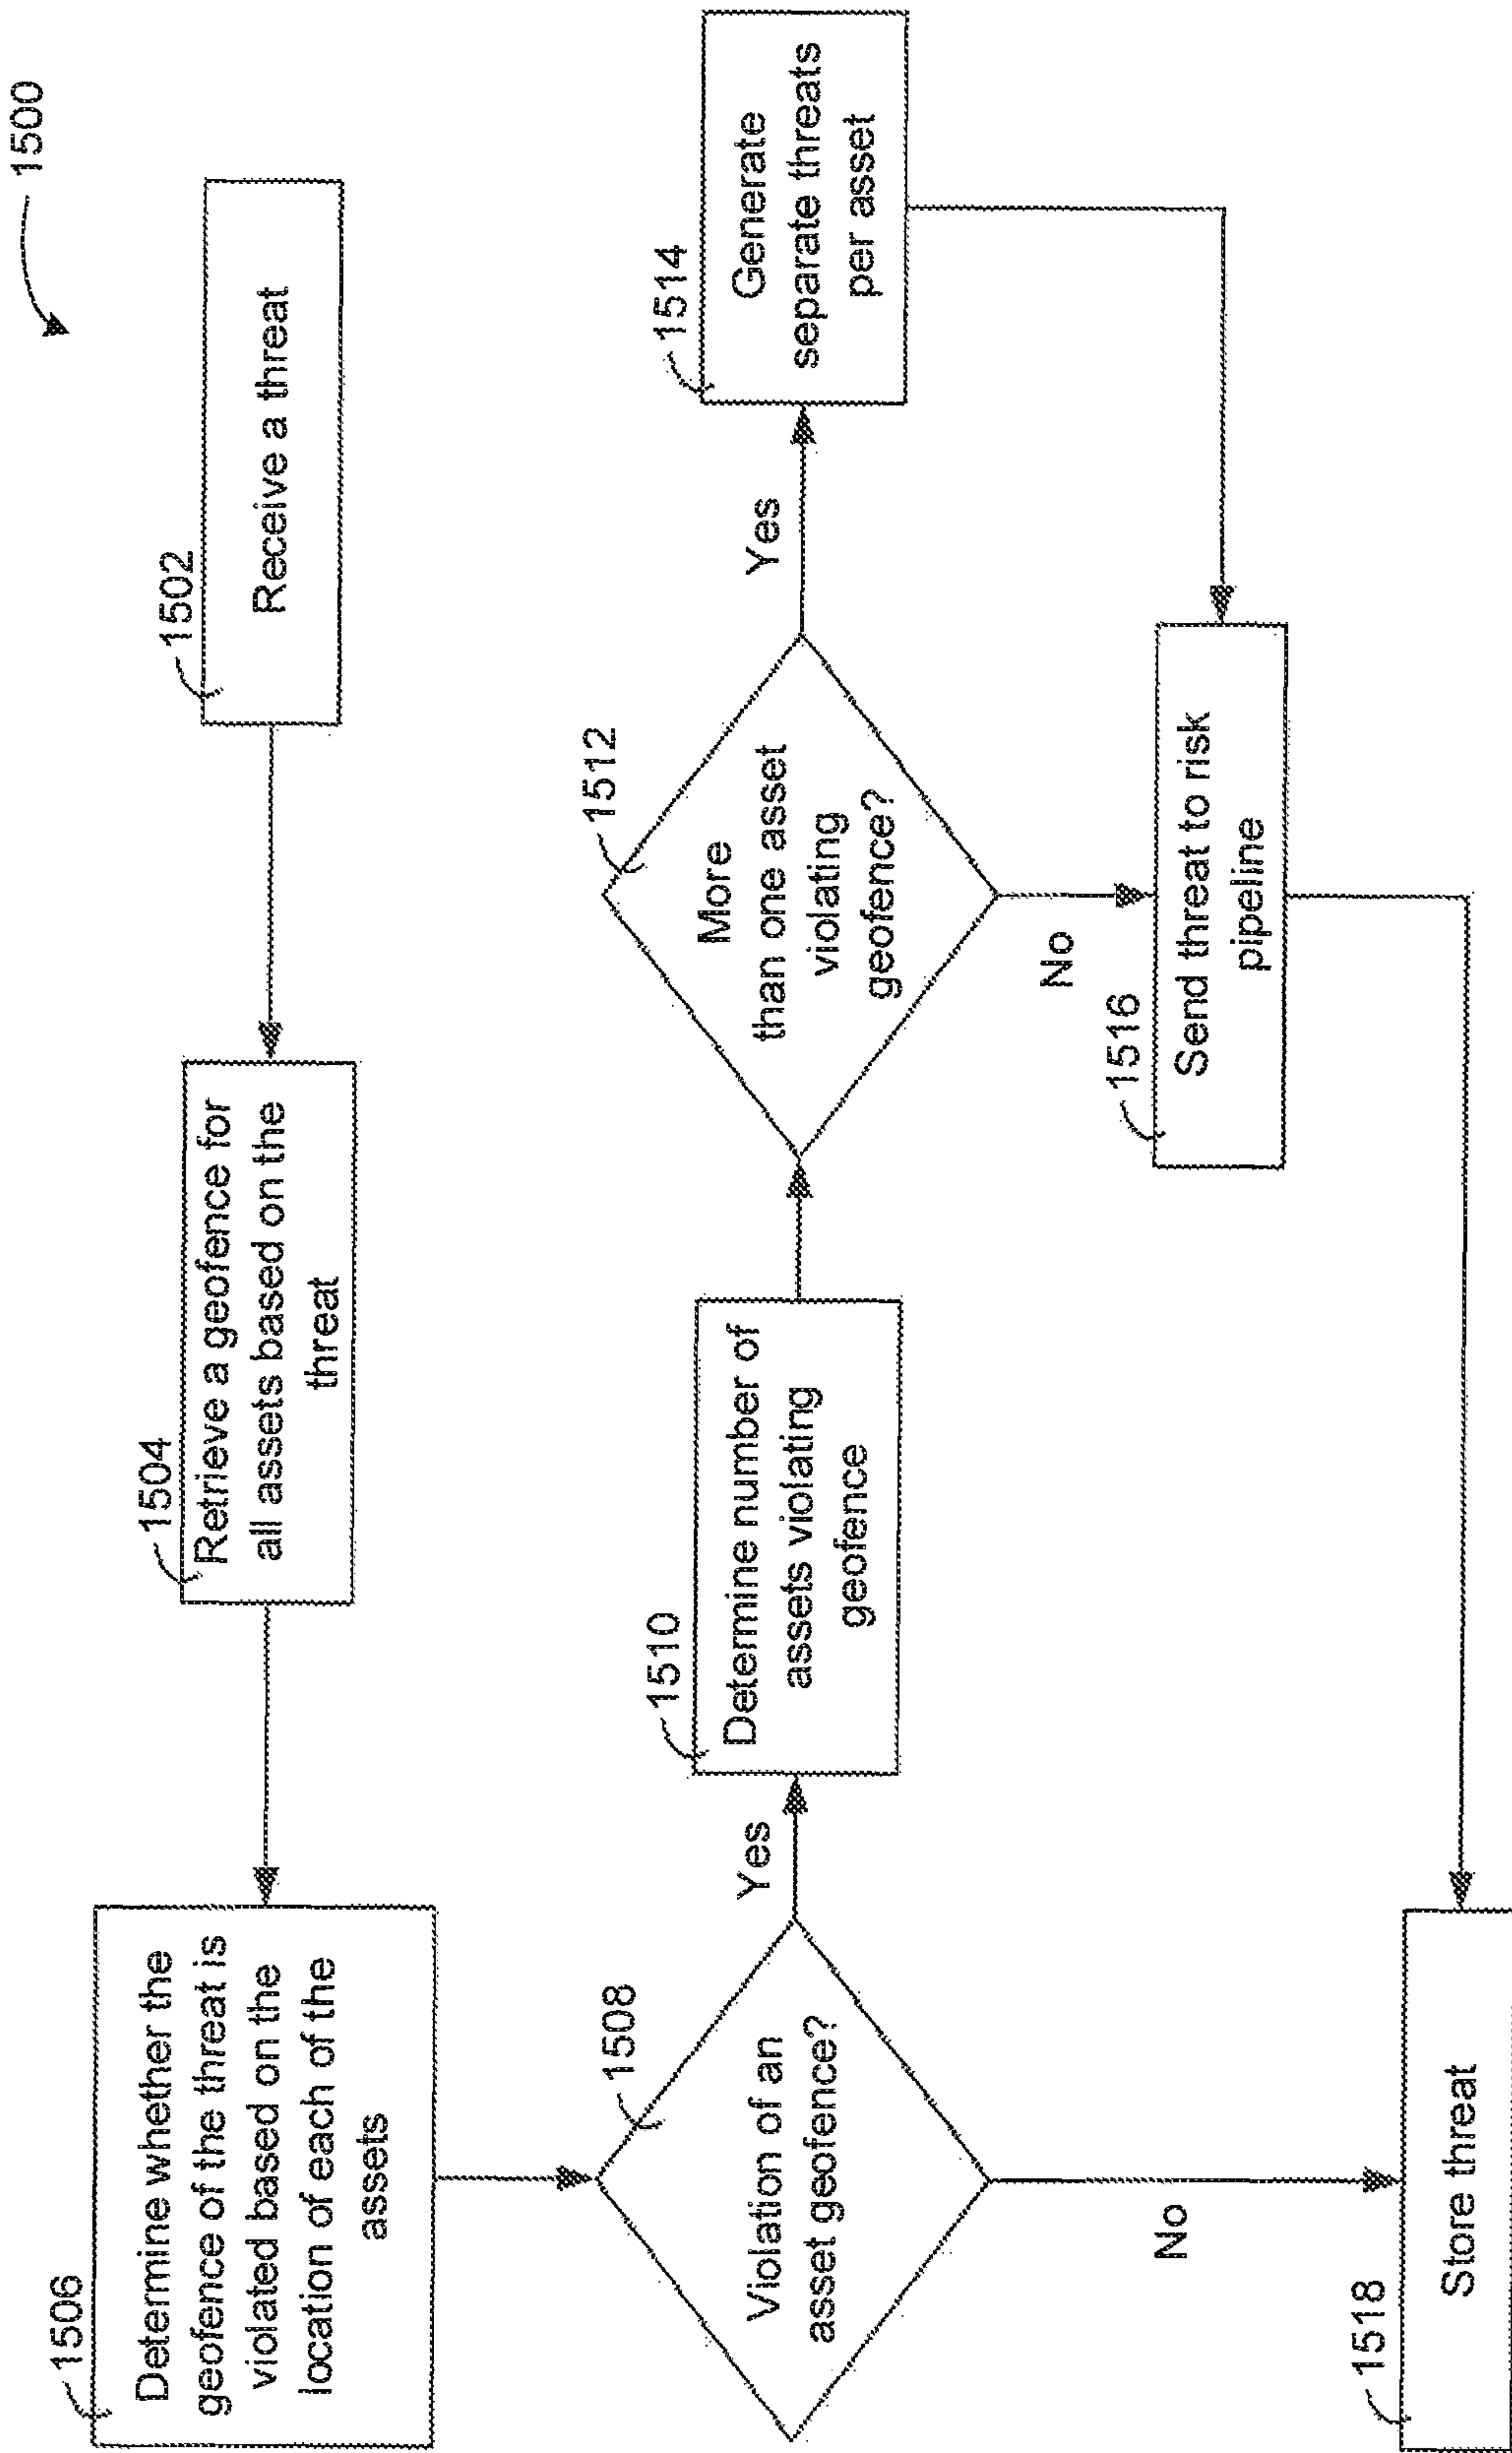 1500
1502
Receive a threat
1504
Retrieve a geofence for
all assets based on the
threat
1506
Determine whether the
geofence of the threat is
violated based on the
location of each of the
assets
1508
Violation of an
asset geofence?
Yes
No
1510
Determine number of
assets violating
geofence
1512
More
than one asset
violating
geofence?
Yes
No
1514
Generate
separate threats
per asset
1516
Send threat to risk
pipeline
1518
Store threat